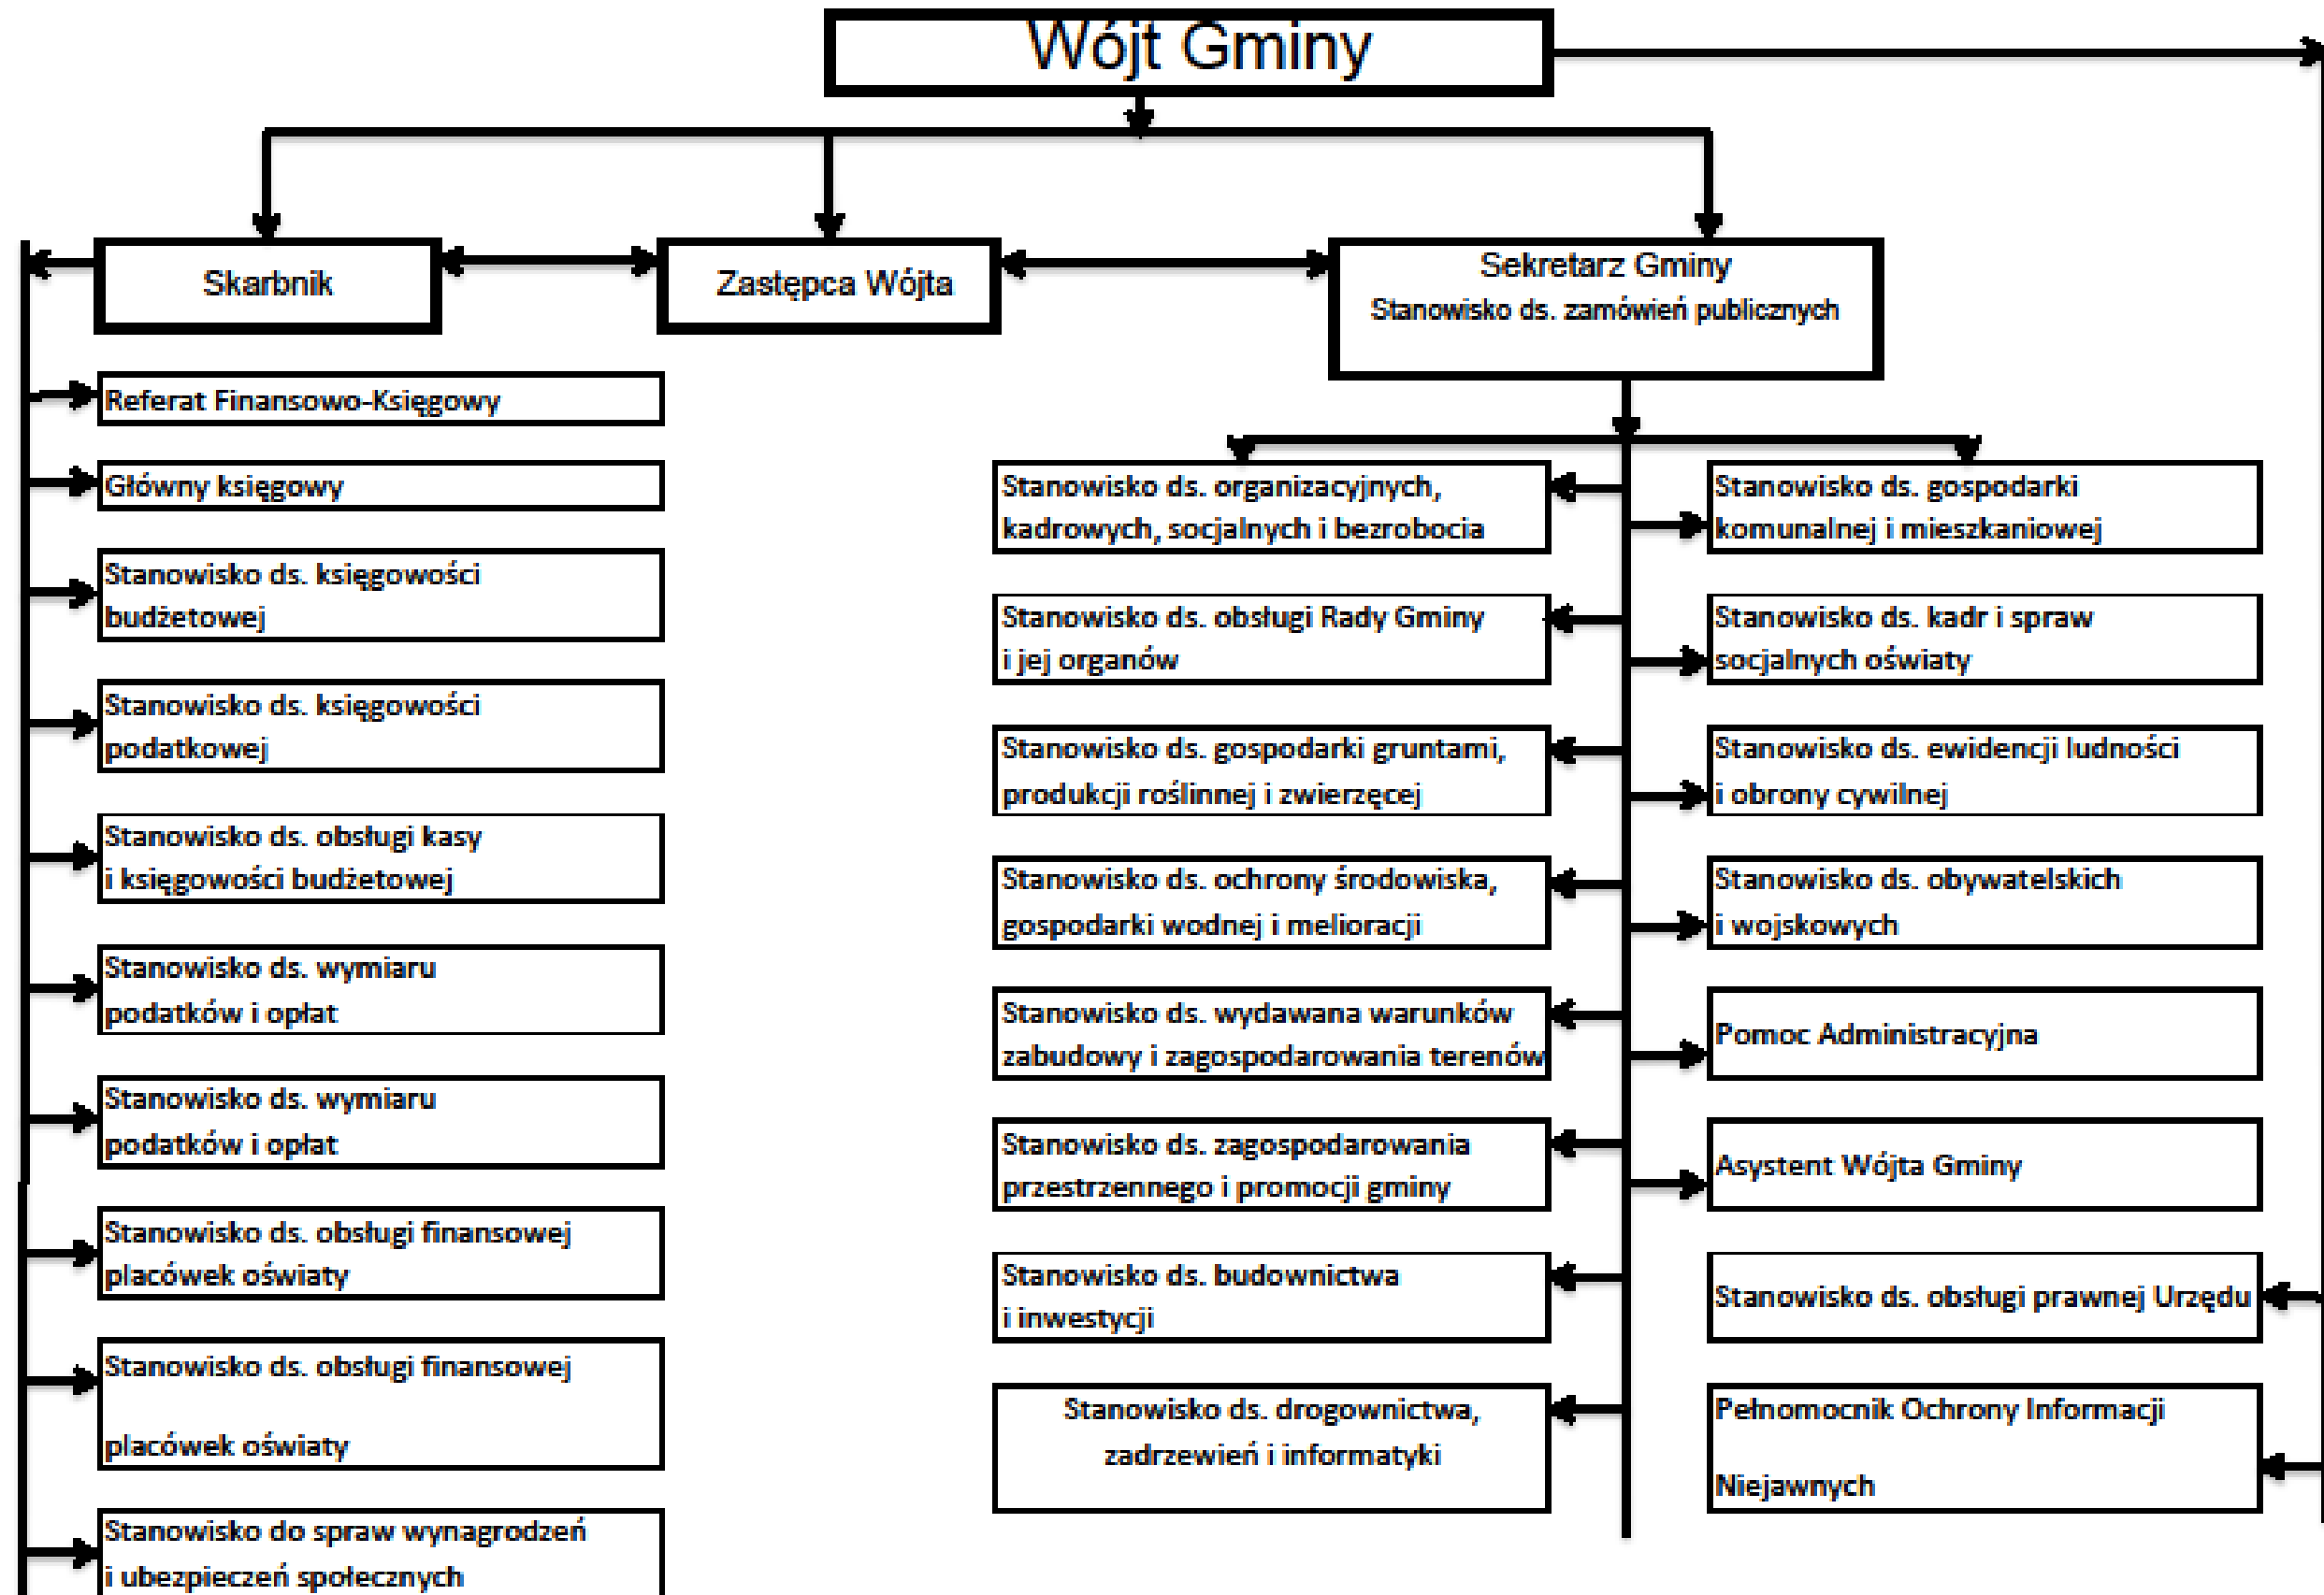 Wójt Gminy
Skarbnik
Zastępca Wójta
Sekretarz Gminy
Stanowisko ds. zamówień publicznych
Referat Finansowo-Księgowy
Główny księgowy
Stanowisko ds. księgowości
budżetowej
Stanowisko ds. księgowości
podatkowej
Stanowisko ds. obsługi kasy
i księgowości budżetowej
Stanowisko ds. wymiaru
podatków i opłat
Stanowisko ds. wymiaru
podatków i opłat
Stanowisko ds. obsługi finansowej
placówek oświaty
Stanowisko ds. obsługi finansowej
placówek oświaty
Stanowisko do spraw wynagrodzeń
i ubezpieczeń społecznych
Stanowisko ds. organizacyjnych,
kadrowych, socjalnych i bezrobocia
Stanowisko ds. obsługi Rady Gminy
i jej organów
Stanowisko ds. gospodarki gruntami,
produkcji roślinnej i zwierzęcej
Stanowisko ds. ochrony środowiska,
gospodarki wodnej i melioracji
Stanowisko ds. wydawana warunków
zabudowy i zagospodarowania terenów
Stanowisko ds. zagospodarowania
przestrzennego i promocji gminy
Stanowisko ds. budownictwa
i inwestycji
Stanowisko ds. drogownictwa,
zadrzewień i informatyki
Stanowisko ds. gospodarki
komunalnej i mieszkaniowej
Stanowisko ds. kadr i spraw
socjalnych oświaty
Stanowisko ds. ewidencji ludności
i obrony cywilnej
Stanowisko ds. obywatelskich
i wojskowych
Pomoc Administracyjna
Asystent Wójta Gminy
Stanowisko ds. obsługi prawnej Urzędu
Pełnomocnik Ochrony Informacji
Niejawnych